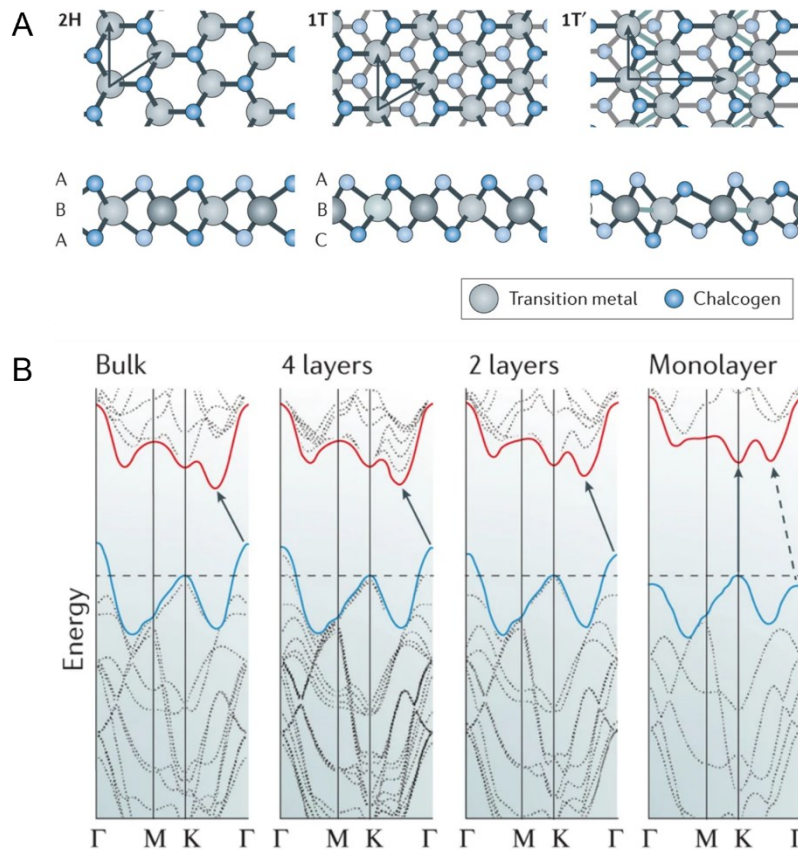 A
2H
1T
1T′
A
B
A
A
B
C
Transition metal
Chalcogen
B
Bulk
4 layers
2 layers
Monolayer
Energy
Γ M K Γ
Γ M K Γ
Γ M K Γ
Γ M K Γ